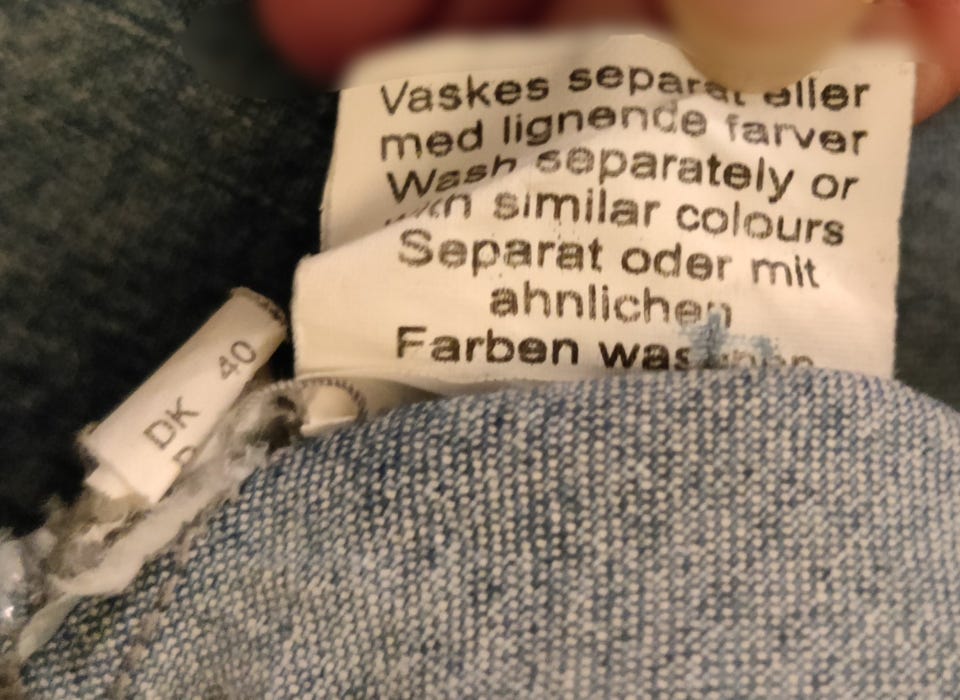 Vaskes separat eller
med lignende farver
Wash separately or
similar colours
Separat oder mit
ahnlichen
Farben
40
DK